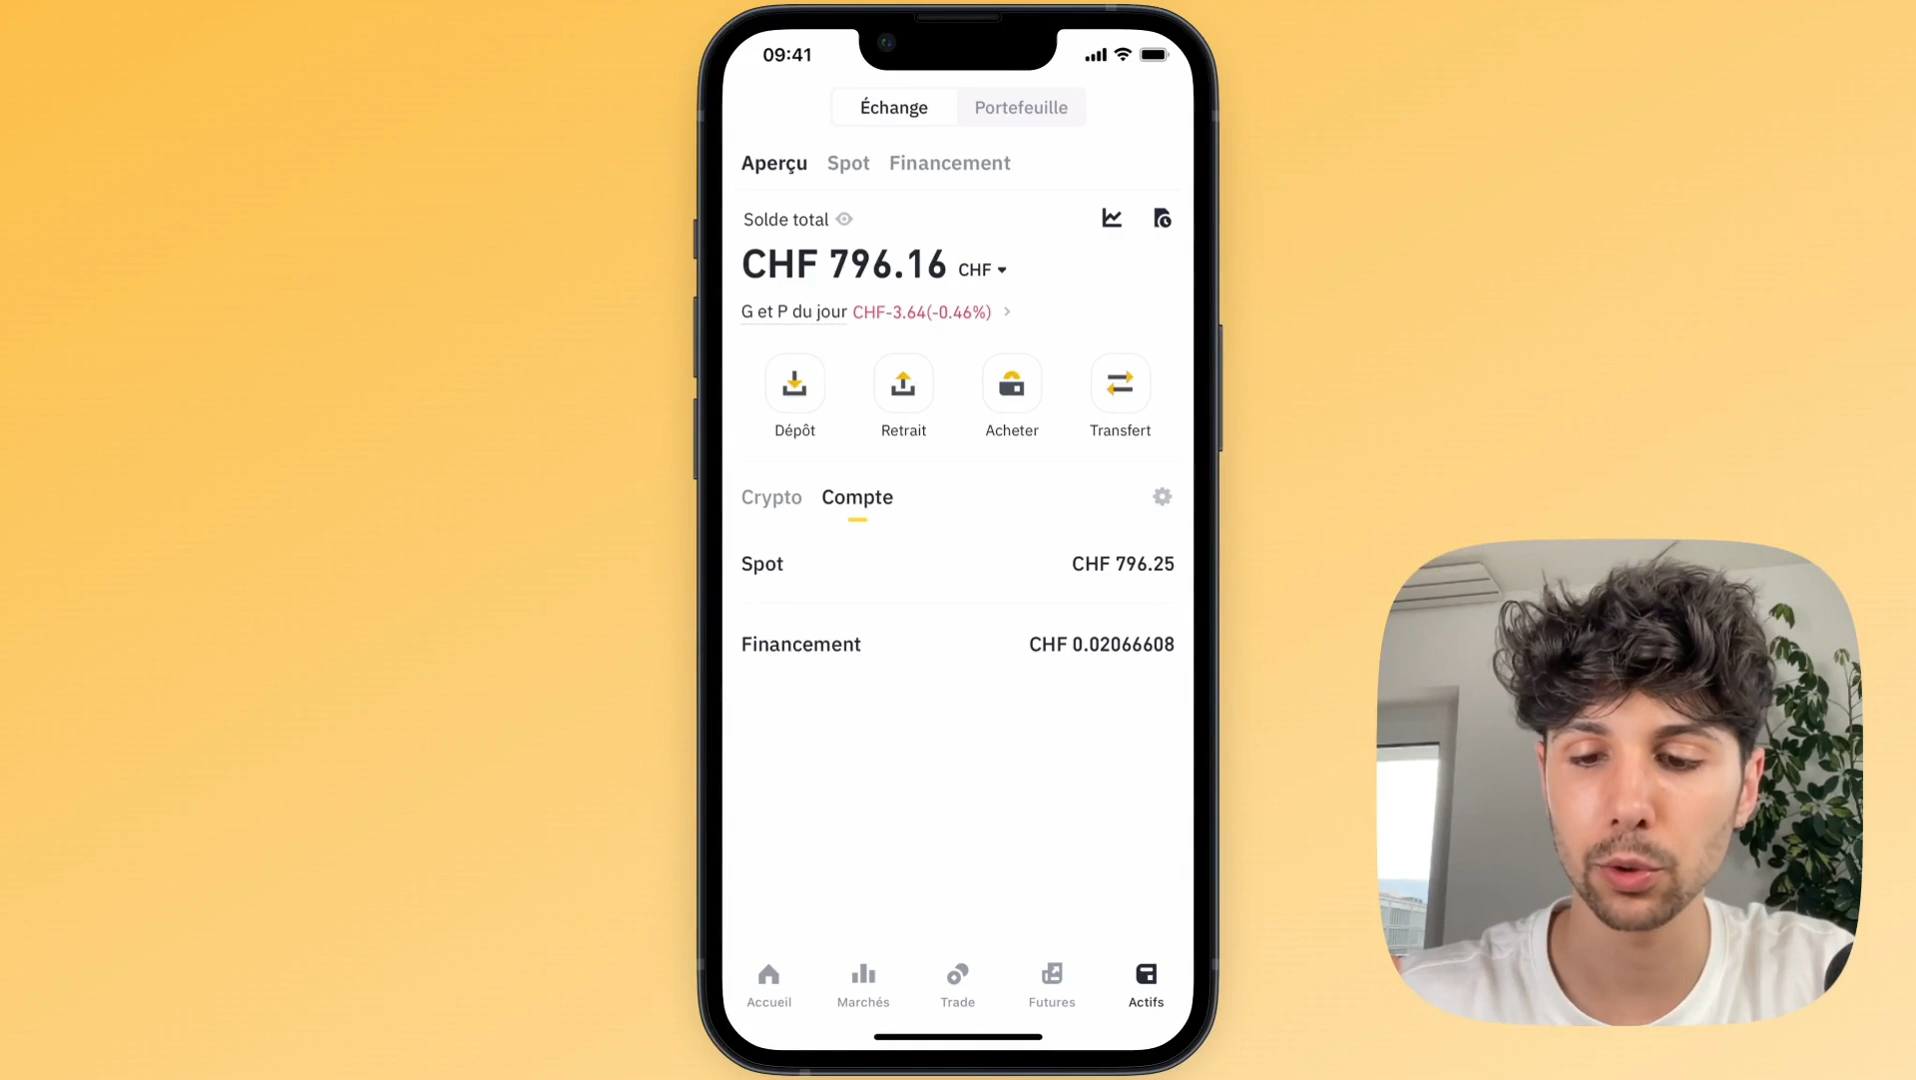 09:41
Échange Portefeuille
Aperçu Spot Financement
Solde total
CHF 796.16 CHF
G et P du jour CHF-3.64(-0.46%)
Dépôt Retrait Acheter Transfert
Crypto Compte
Spot CHF 796.25
Financement CHF 0.02066608
Accueil Marchés Trade Futures Actifs